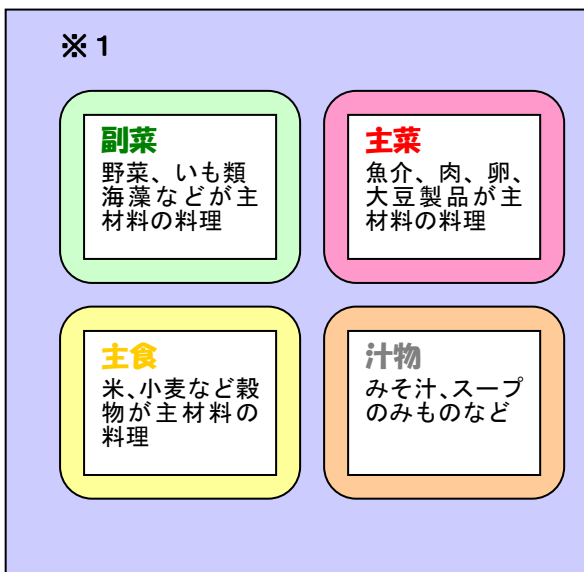 ※１
副菜
野菜、いも類
海藻などが主
材料の料理
主菜
魚介、肉、卵、
大豆製品が主
材料の料理
主食
米、小麦など穀
物が主材料の
料理
汁物
みそ汁、スープ
のみものなど